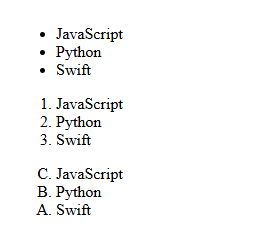 • JavaScript
• Python
• Swift
1. JavaScript
2. Python
3. Swift
C. JavaScript
B. Python
A. Swift